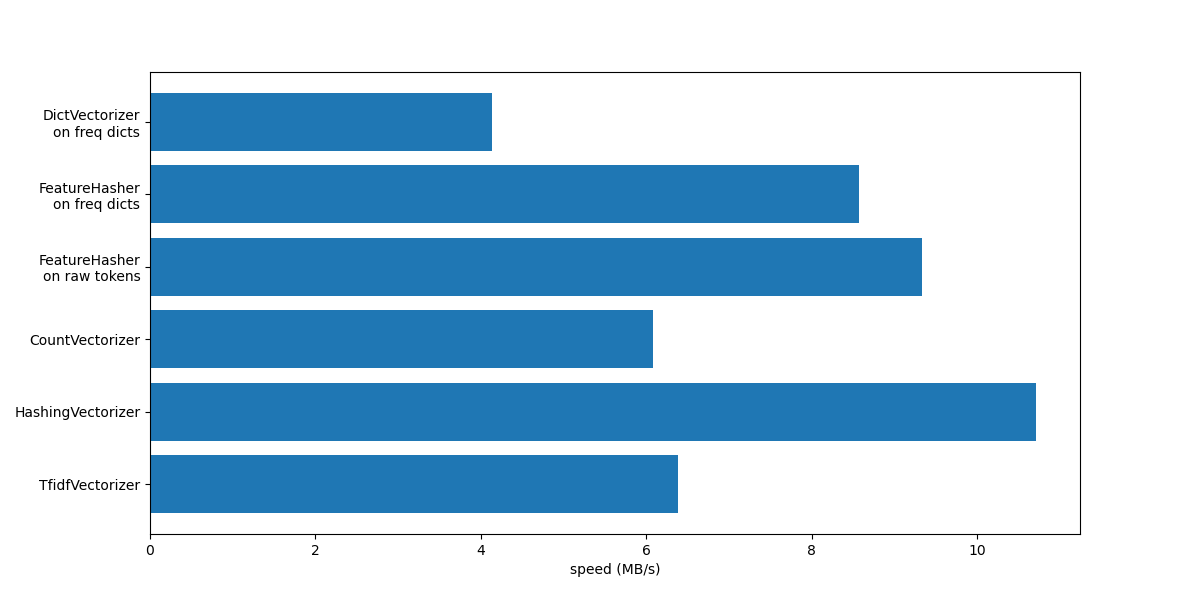 DictVectorizer
on freq dicts
FeatureHasher
on freq dicts
FeatureHasher
on raw tokens
CountVectorizer
HashingVectorizer
TfidfVectorizer
0 2 4 6 8 10
speed (MB/s)